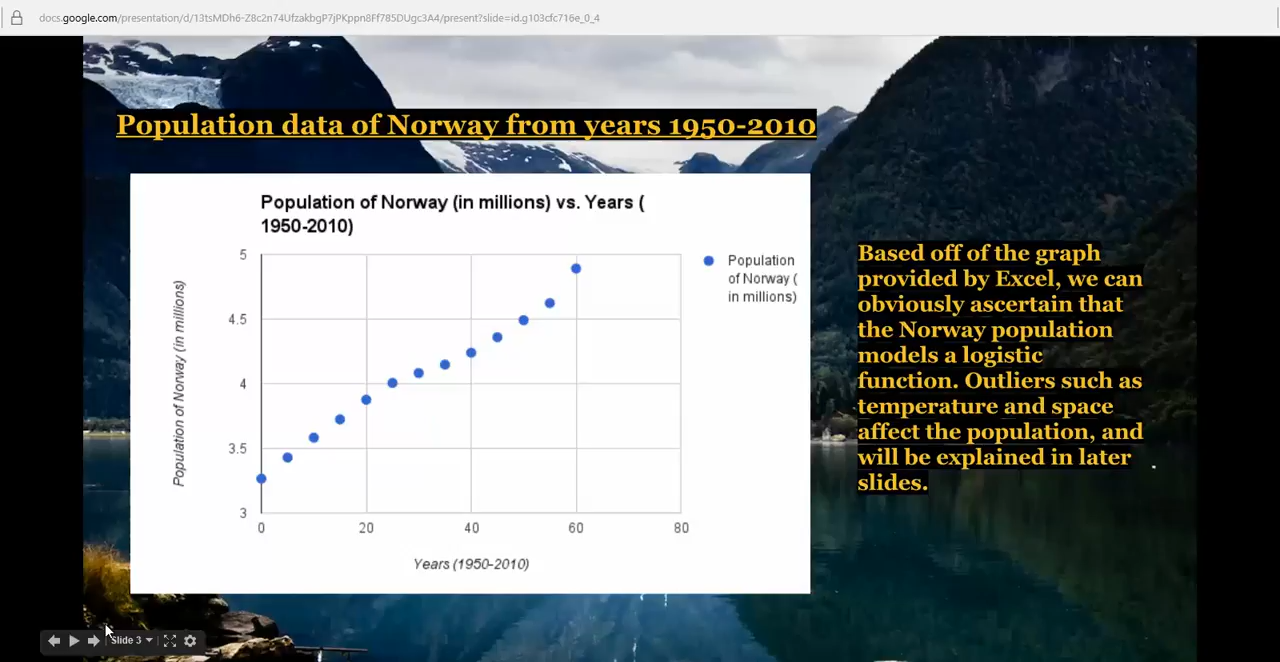 docs.google.com/presentation/d/13tsMDh6-Z8c2n74UfzakbgP7jPKppn8Ff785DUgc3A4/present?slide=id.g103cfc716e_0_4
Population data of Norway from years 1950-2010
Population of Norway (in millions) vs. Years (
1950-2010)
5
4.5
4
3.5
3
Population of Norway (in millions)
0
20
40
60
80
Years (1950-2010)
Population
of Norway (
in millions)
Based off of the graph
provided by Excel, we can
obviously ascertain that
the Norway population
models a logistic
function. Outliers such as
temperature and space
affect the population, and
will be explained in later
slides.
Slide 3